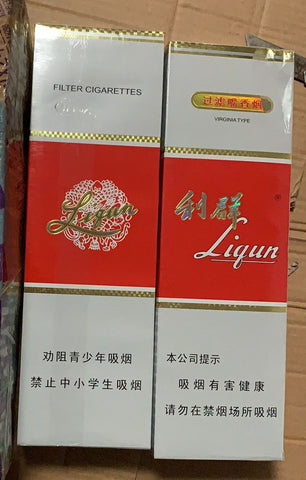 FILTER CIGARETTES
Liqun
劝阻青少年吸烟
禁止中小学生吸烟
过滤嘴香烟
VIRGINIA TYPE
利群®
Liqun
本公司提示
吸烟有害健康
请勿在禁烟场所吸烟